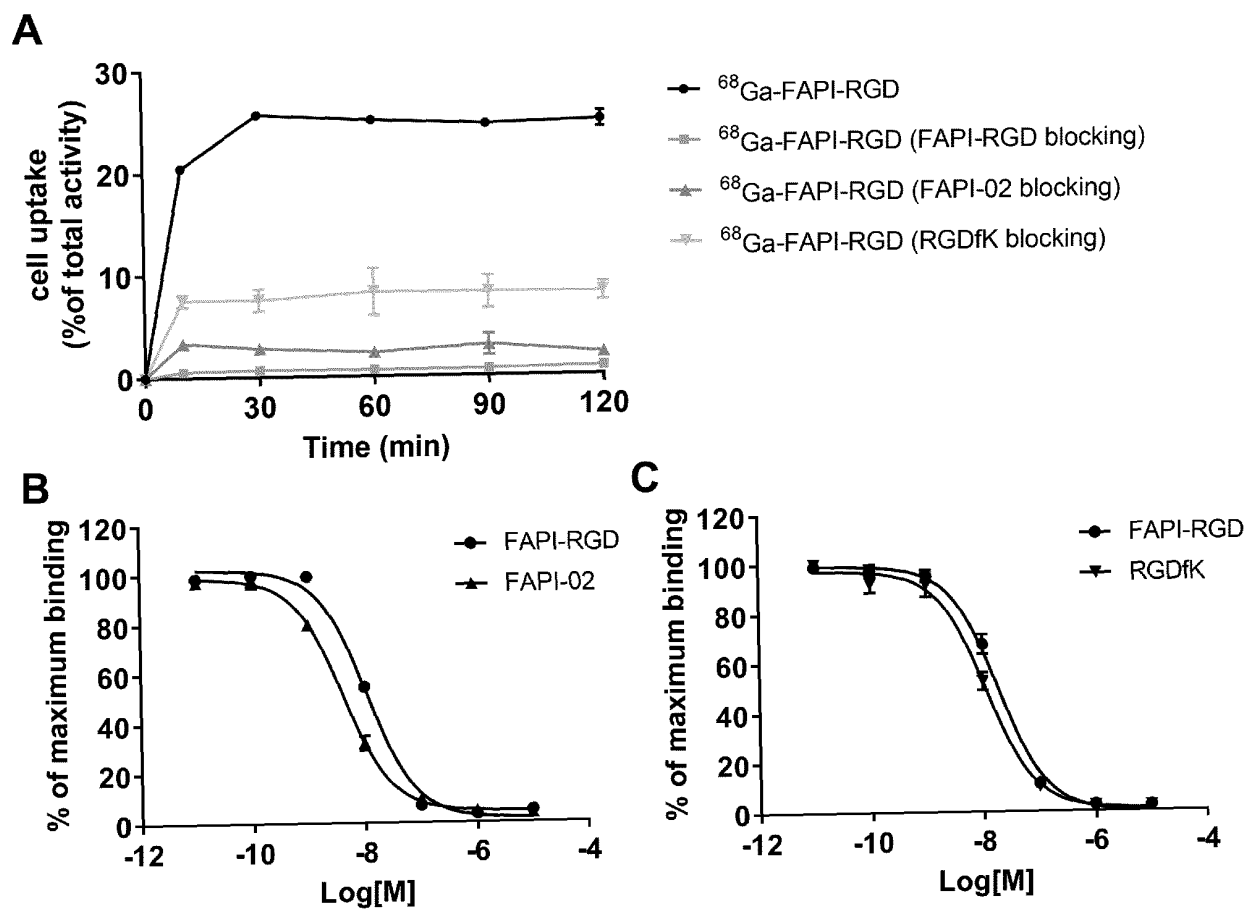 A
30
20
10
0
cell uptake
(%of total activity)
0 30 60 90 120
Time (min)
68Ga-FAPI-RGD
68Ga-FAPI-RGD (FAPI-RGD blocking)
68Ga-FAPI-RGD (FAPI-02 blocking)
68Ga-FAPI-RGD (RGDfK blocking)
B
120
100
80
60
40
20
0
% of maximum binding
-12 -10 -8 -6 -4
Log[M]
FAPI-RGD
FAPI-02
C
120
100
80
60
40
20
0
% of maximum binding
-12 -10 -8 -6 -4
Log[M]
FAPI-RGD
RGDfK